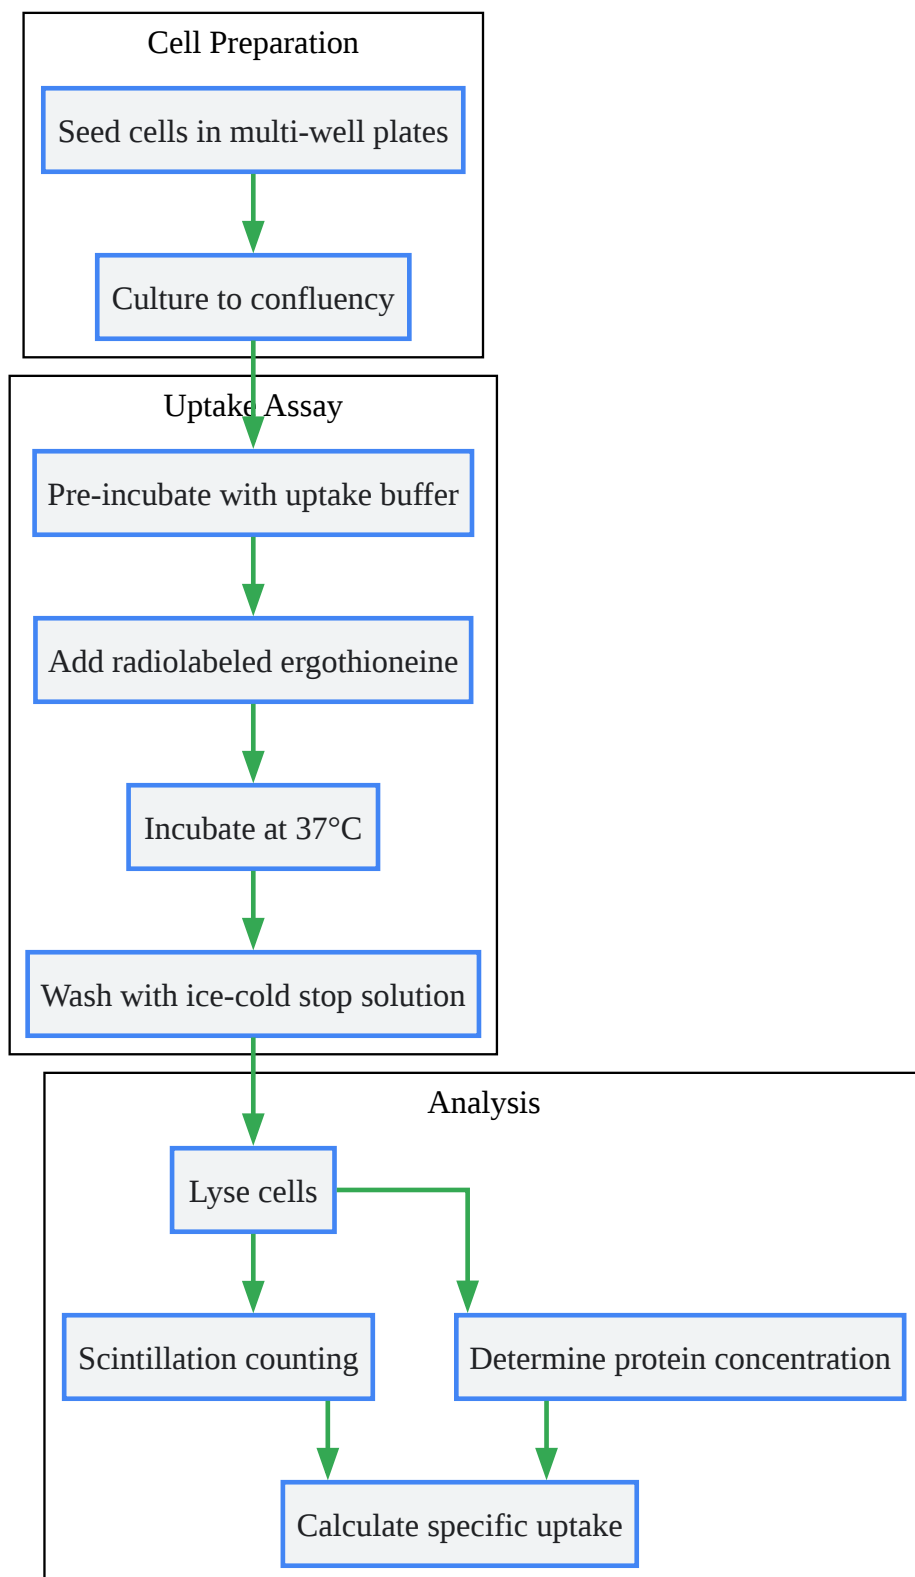 Cell Preparation
Seed cells in multi-well plates
Culture to confluency
Uptake Assay
Pre-incubate with uptake buffer
Add radiolabeled ergothioneine
Incubate at 37°C
Wash with ice-cold stop solution
Analysis
Lyse cells
Scintillation counting
Determine protein concentration
Calculate specific uptake